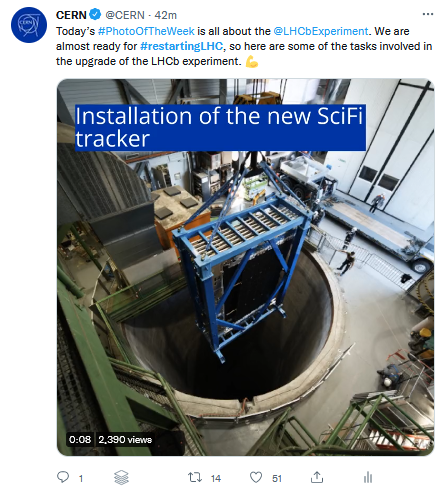 CERN @CERN · 42m
Today's #PhotoOfTheWeek is all about the @LHCbExperiment. We are
almost ready for #restartingLHC, so here are some of the tasks involved in
the upgrade of the LHCb experiment. 💪
Installation of the new SciFi
tracker
0:08 2,390 views
1 14 51